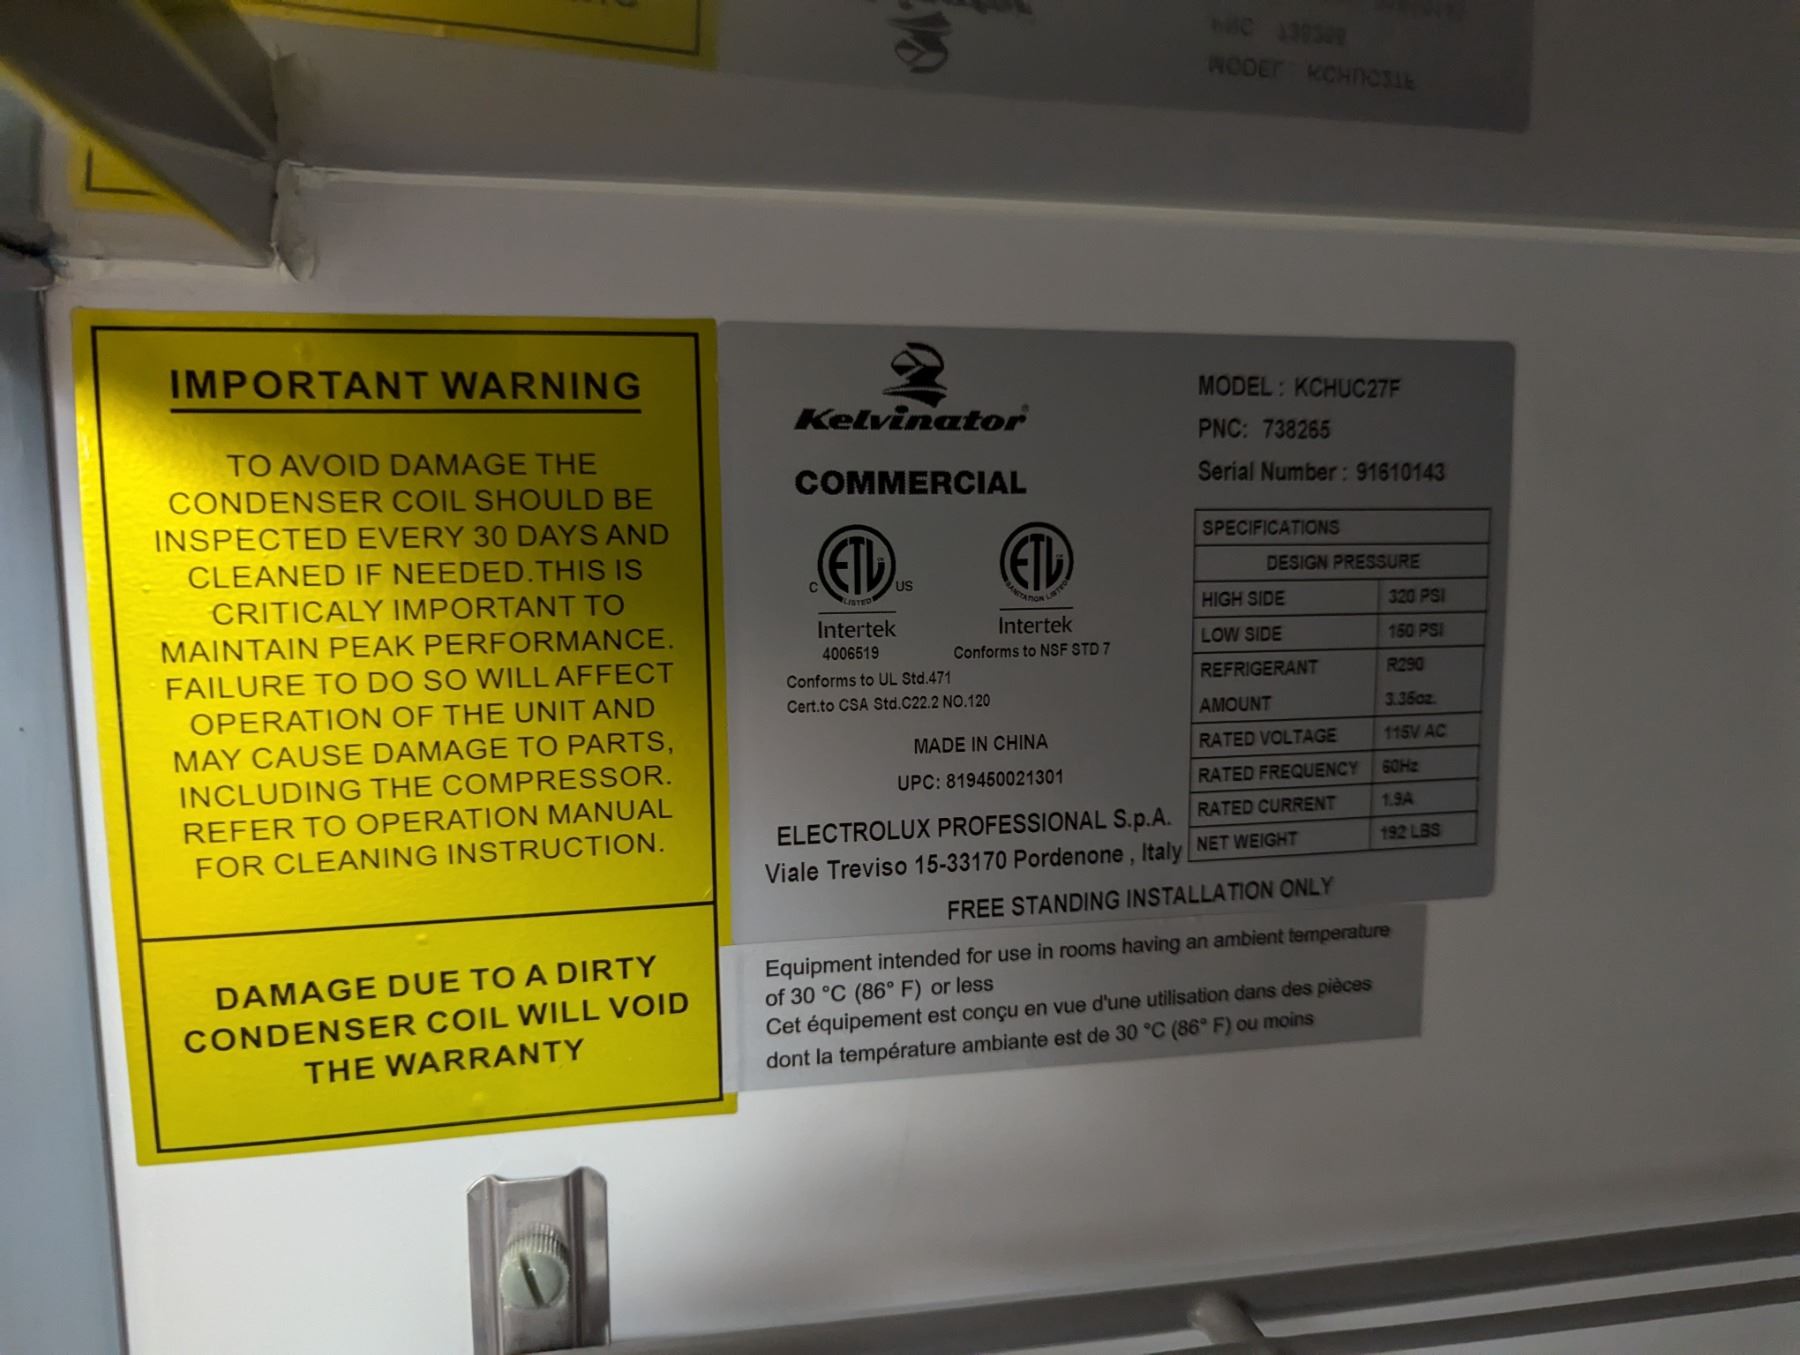 IMPORTANT WARNING
TO AVOID DAMAGE THE
CONDENSER COIL SHOULD BE
INSPECTED EVERY 30 DAYS AND
CLEANED IF NEEDED.THIS IS
CRITICALY IMPORTANT TO
MAINTAIN PEAK PERFORMANCE.
FAILURE TO DO SO WILL AFFECT
OPERATION OF THE UNIT AND
MAY CAUSE DAMAGE TO PARTS,
INCLUDING THE COMPRESSOR.
REFER TO OPERATION MANUAL
FOR CLEANING INSTRUCTION.
DAMAGE DUE TO A DIRTY
CONDENSER COIL WILL VOID
THE WARRANTY
Kelvinator®
COMMERCIAL
C ETL US
LISTED
Intertek
4006519
ETL
SANITATION LISTED
Intertek
Conforms to NSF STD 7
Conforms to UL Std.471
Cert.to CSA Std.C22.2 NO.120
MADE IN CHINA
UPC: 819450021301
ELECTROLUX PROFESSIONAL S.p.A.
Viale Treviso 15-33170 Pordenone , Italy
MODEL : KCHUC27F
PNC: 738265
Serial Number : 91610143
SPECIFICATIONS
DESIGN PRESSURE
HIGH SIDE 320 PSI
LOW SIDE 150 PSI
REFRIGERANT R290
AMOUNT 3.35oz.
RATED VOLTAGE 115V AC
RATED FREQUENCY 60Hz
RATED CURRENT 1.9A
NET WEIGHT 192 LBS
FREE STANDING INSTALLATION ONLY
Equipment intended for use in rooms having an ambient temperature
of 30 °C (86° F) or less
Cet équipement est conçu en vue d'une utilisation dans des pièces
dont la température ambiante est de 30 °C (86° F) ou moins